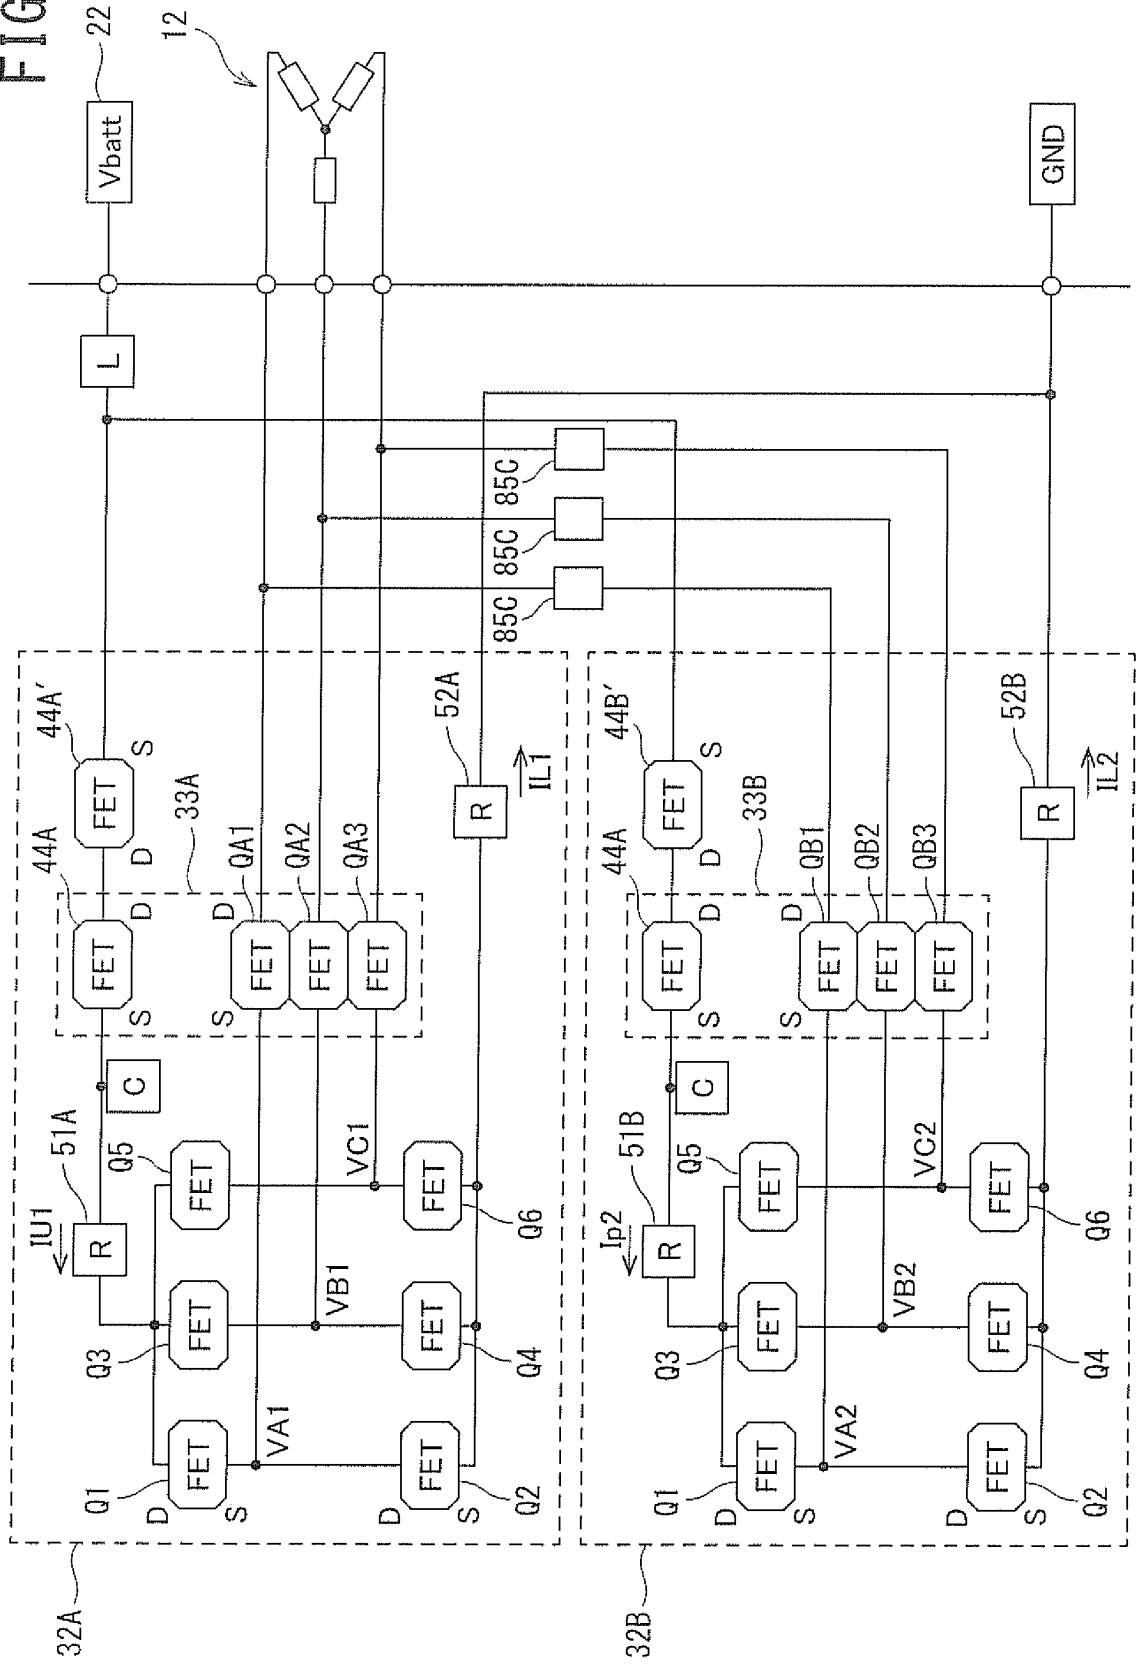 FIG
Vbatt
22
12
GND
L
85C
85C
85C
44A'
S
D
44A
D
S
33A
QA1
QA2
QA3
D
S
FET
FET
FET
FET
FET
52A
R
IL1
C
51A
R
IU1
Q5
FET
VC1
FET
Q6
Q3
FET
VB1
FET
Q4
Q1
FET
D
S
VA1
FET
D
S
Q2
32A
44B'
S
D
44A
D
S
33B
QB1
QB2
QB3
D
S
FET
FET
FET
FET
FET
52B
R
IL2
C
51B
R
Ip2
Q5
FET
VC2
FET
Q6
Q3
FET
VB2
FET
Q4
Q1
FET
D
S
VA2
FET
D
S
Q2
32B